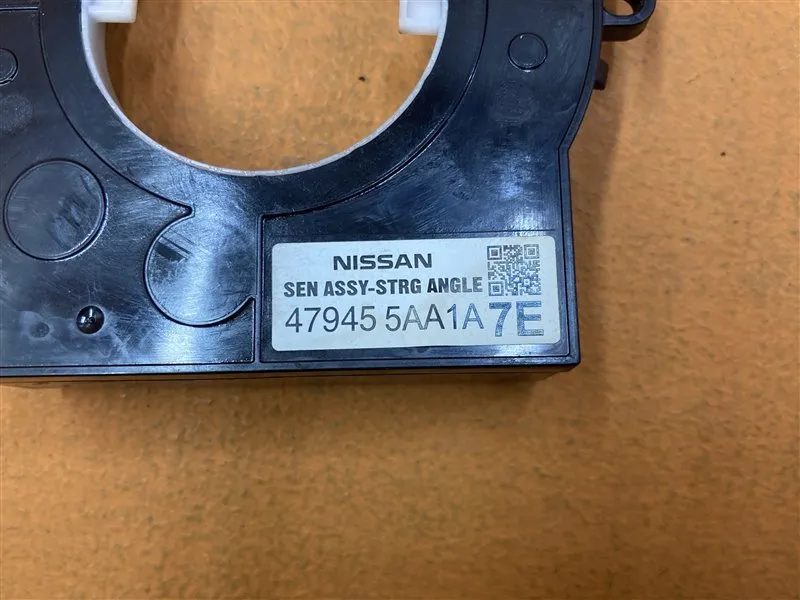 NISSAN
SEN ASSY-STRG ANGLE
47945 5AA1A 7E